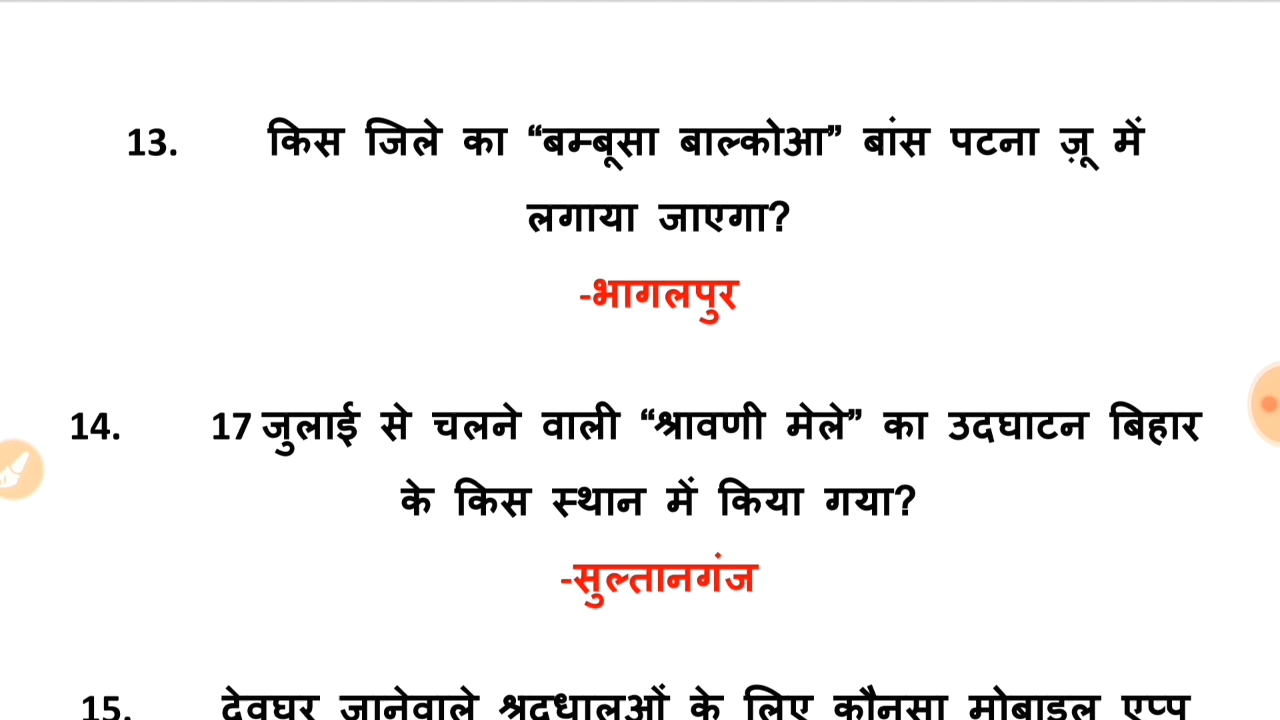 13. किस जिले का “बम्बूसा बाल्कोआ” बांस पटना ज़ू में
लगाया जाएगा?
-भागलपुर
14. 17 जुलाई से चलने वाली “श्रावणी मेले” का उदघाटन बिहार
के किस स्थान में किया गया?
-सुल्तानगंज
15. देवघर जानेवाले श्रद्धालओं के लिए कौनसा मोबाइल एप्प